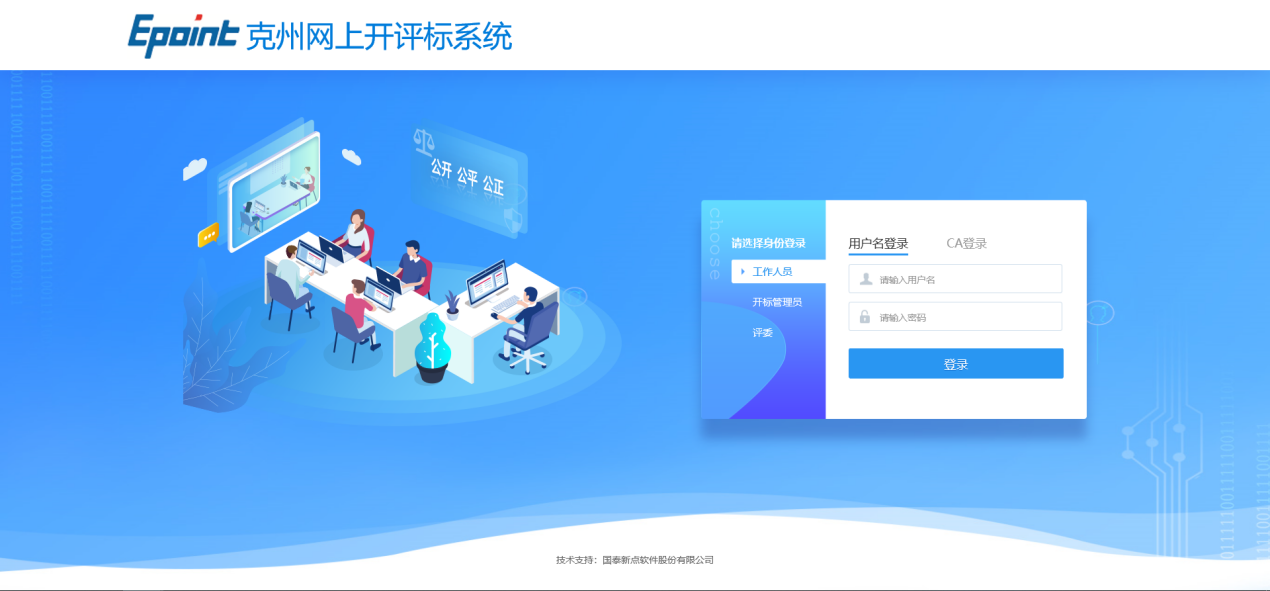 Epoint 克州网上开评标系统
公开 公平 公正
choose
请选择身份登录
工作人员
开标管理员
评委
用户名登录 CA登录
请输入用户名
请输入密码
登录
技术支持：国泰新点软件股份有限公司